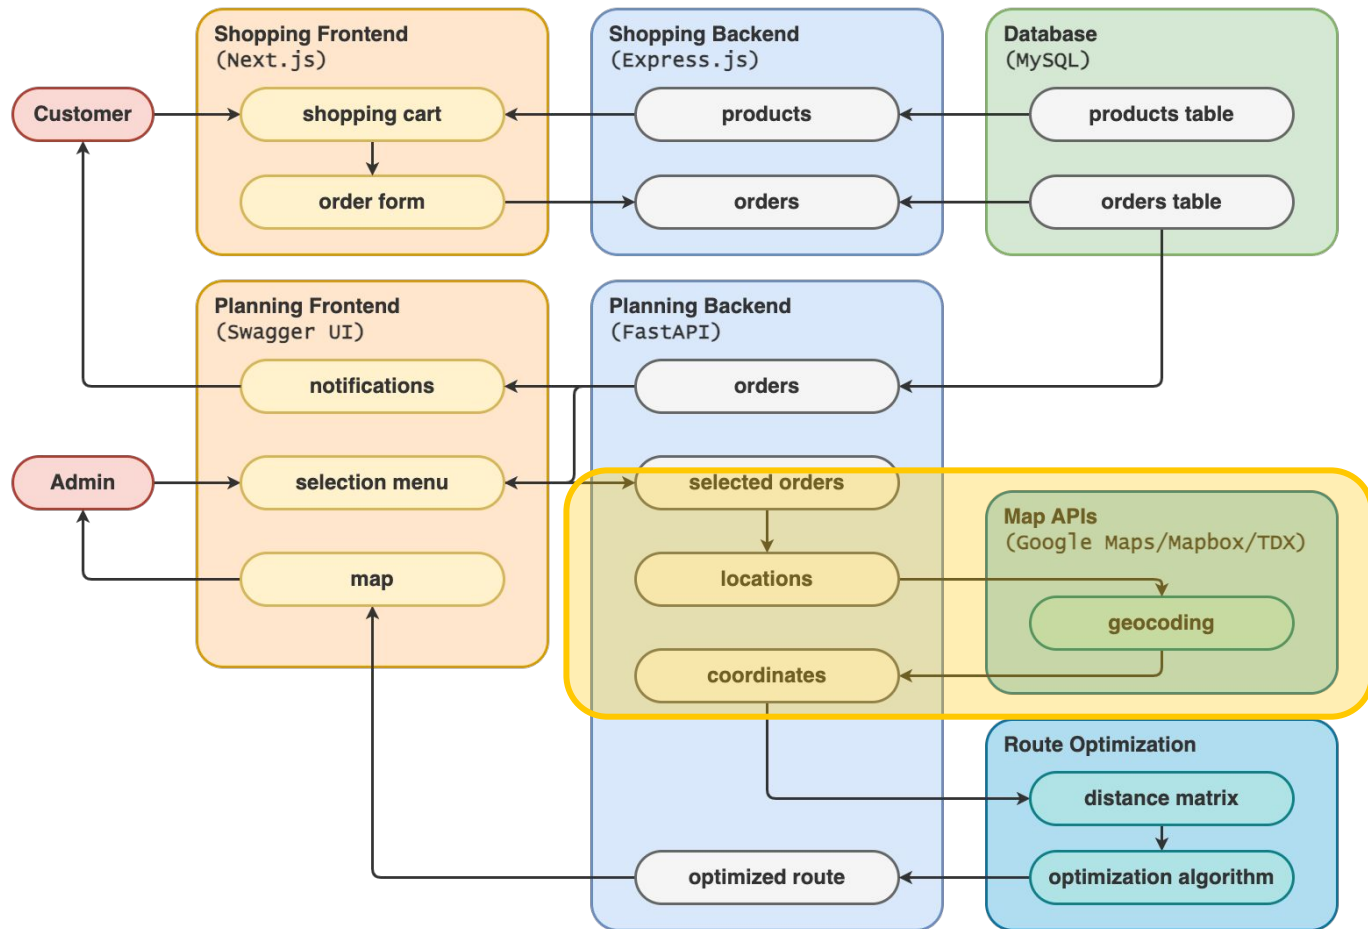 Shopping Frontend
(Next.js)
Shopping Backend
(Express.js)
Database
(MySQL)
Customer
shopping cart
products
products table
order form
orders
orders table
Planning Frontend
(Swagger UI)
Planning Backend
(FastAPI)
notifications
orders
Admin
selection menu
selected orders
Map APIs
(Google Maps/Mapbox/TDX)
map
locations
geocoding
coordinates
Route Optimization
distance matrix
optimized route
optimization algorithm